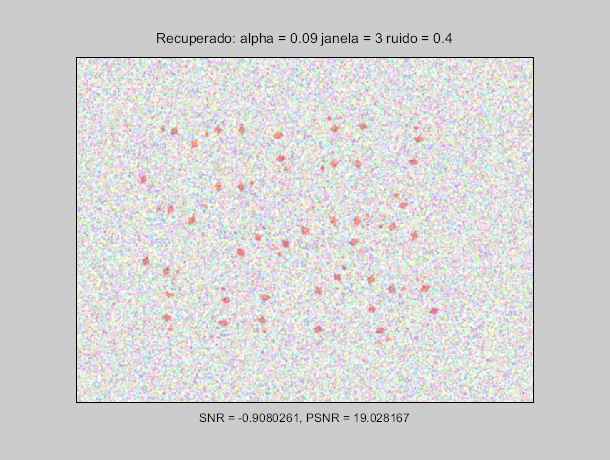 Recuperado: alpha = 0.09 janela = 3 ruido = 0.4
SNR = -0.9080261, PSNR = 19.028167